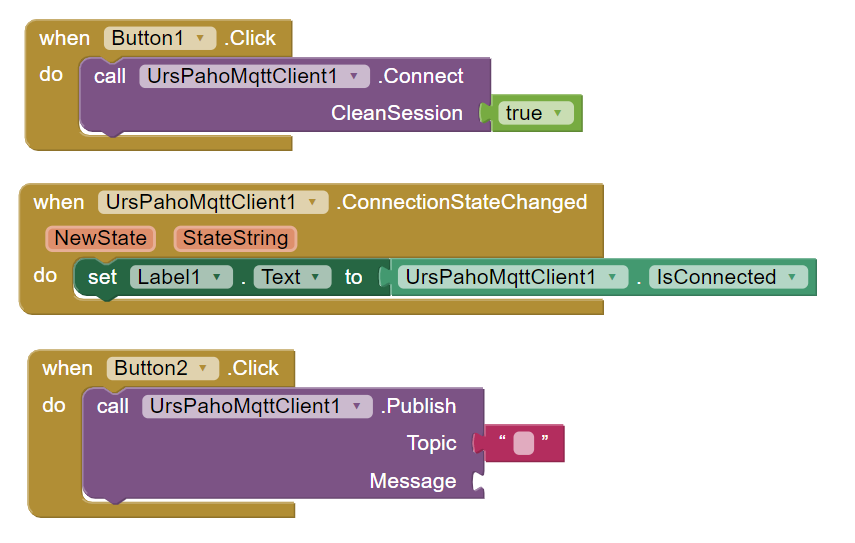 when Button1 .Click
do call UrsPahoMqttClient1 .Connect
CleanSession true
when UrsPahoMqttClient1 .ConnectionStateChanged
NewState StateString
do set Label1 . Text to UrsPahoMqttClient1 . IsConnected
when Button2 .Click
do call UrsPahoMqttClient1 .Publish
Topic “ ”
Message